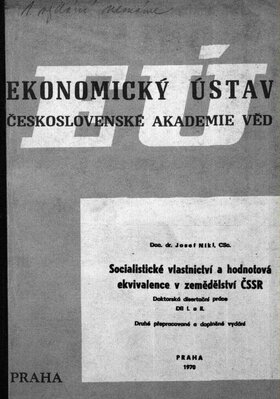 EÚ
EKONOMICKÝ ÚSTAV
ČESKOSLOVENSKÉ AKADEMIE VĚD
Doc. dr. Josef Nikl, CSc.
Socialistické vlastnictví a hodnotová
ekvivalence v zemědělství ČSSR
Doktorská disertační práce
Díl I. a II.
Druhé přepracované a doplněné vydání
PRAHA
1970
PRAHA